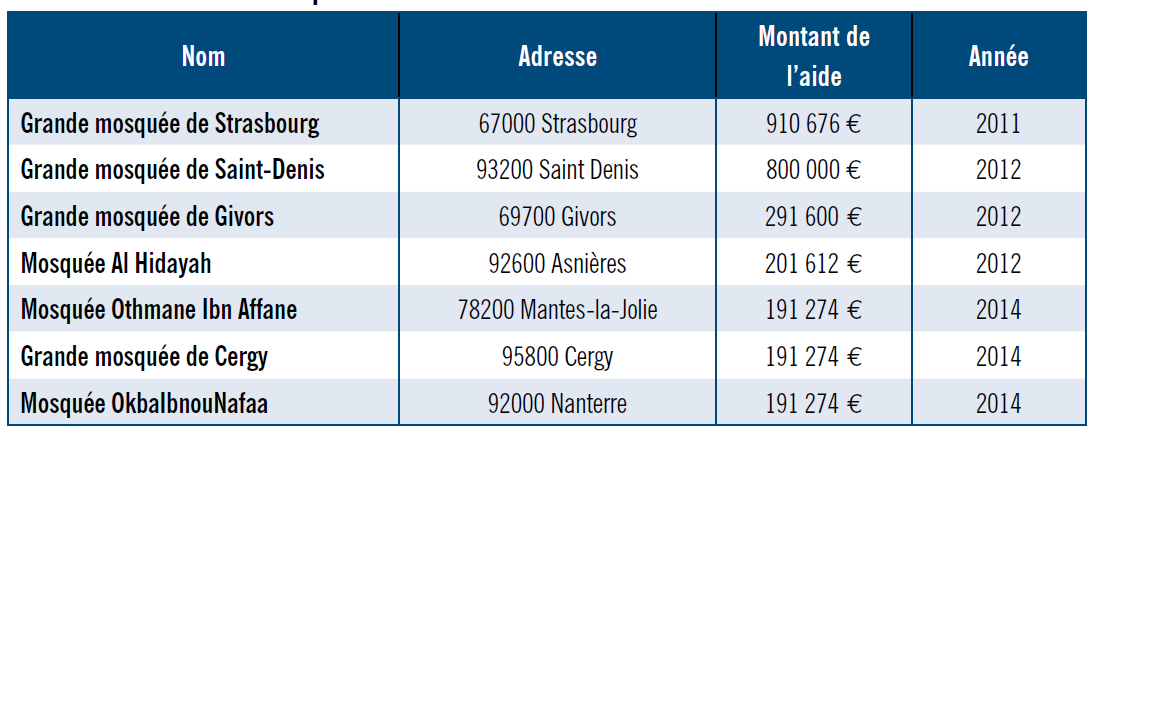 Nom Adresse Montant de l’aide Année
Grande mosquée de Strasbourg 67000 Strasbourg 910 676 € 2011
Grande mosquée de Saint-Denis 93200 Saint Denis 800 000 € 2012
Grande mosquée de Givors 69700 Givors 291 600 € 2012
Mosquée Al Hidayah 92600 Asnières 201 612 € 2012
Mosquée Othmane Ibn Affane 78200 Mantes-la-Jolie 191 274 € 2014
Grande mosquée de Cergy 95800 Cergy 191 274 € 2014
Mosquée OkbaIbnouNafaa 92000 Nanterre 191 274 € 2014